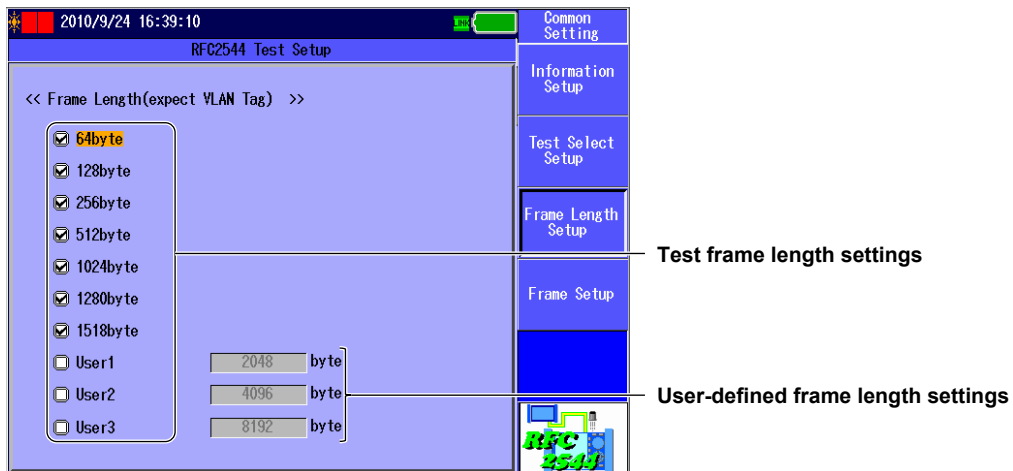 2010/9/24 16:39:10
Common
Setting
RFC2544 Test Setup
Information
Setup
<< Frame Length(expect VLAN Tag) >>
64byte
128byte
256byte
512byte
1024byte
1280byte
1518byte
User1 2048 byte
User2 4096 byte
User3 8192 byte
Test Select
Setup
Frame Length
Setup
Frame Setup
RFC
2544
Test frame length settings
User-defined frame length settings